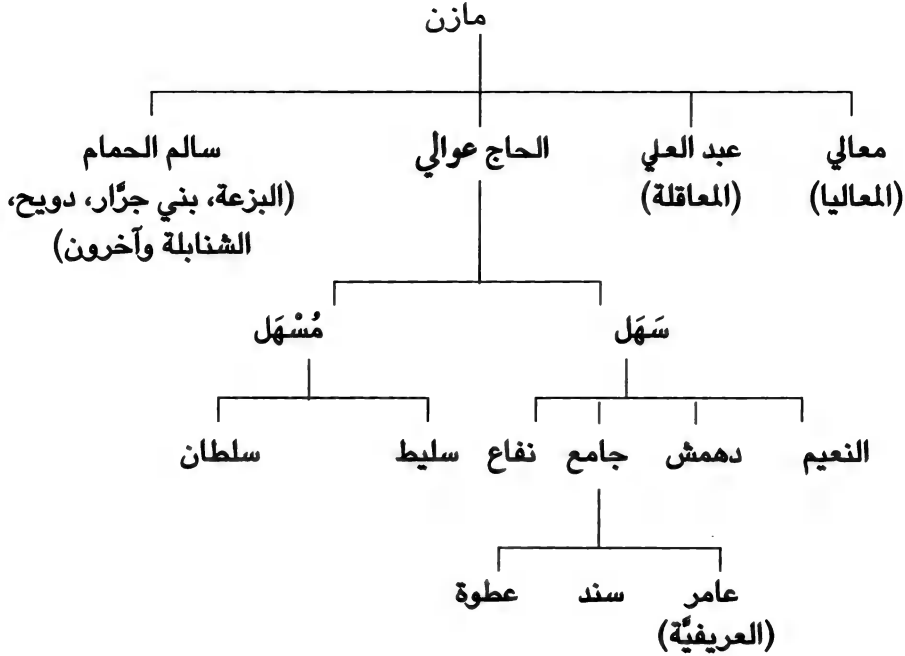 مازن
معالي
(المعاليا)
عبد العلي
(المعاقلة)
الحاج عوالي
سالم الحمام
(البزعة، بني جرَّار، دويح،
الشنابلة وآخرون)
سَهَل
مُسْهَل
النعيم
دهمش
جامع
نفاع
سليط
سلطان
عامر
(العريفيَّة)
سند
عطوة